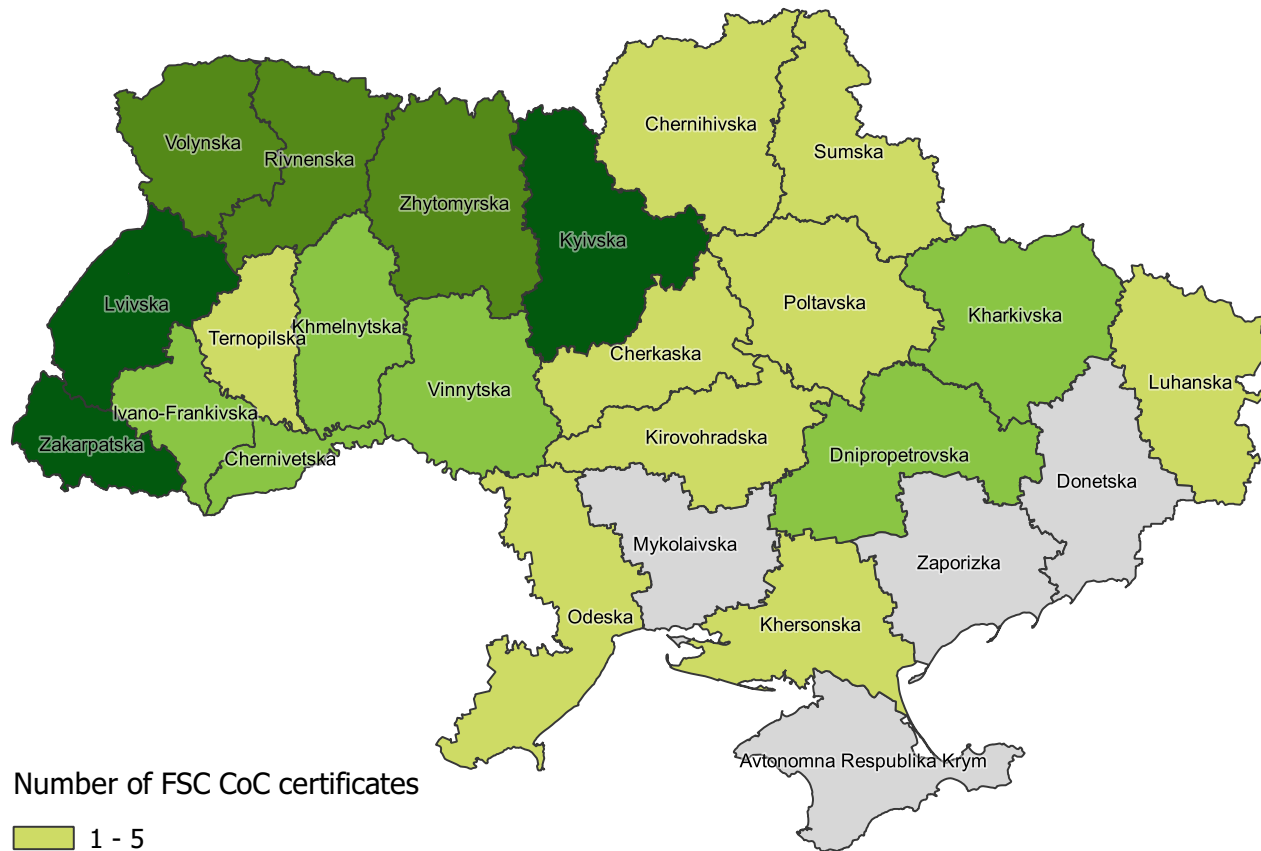 Chernihivska
Sumska
Volynska
Rivnenska
Zhytomyrska
Kyivska
Lvivska
Ternopilska
Khmelnytska
Poltavska
Kharkivska
Cherkaska
Luhanska
Vinnytska
Ivano-Frankivska
Zakarpatska
Chernivetska
Kirovohradska
Dnipropetrovska
Donetska
Mykolaivska
Zaporizka
Odeska
Khersonska
Avtonomna Respublika Krym
Number of FSC CoC certificates
1 - 5